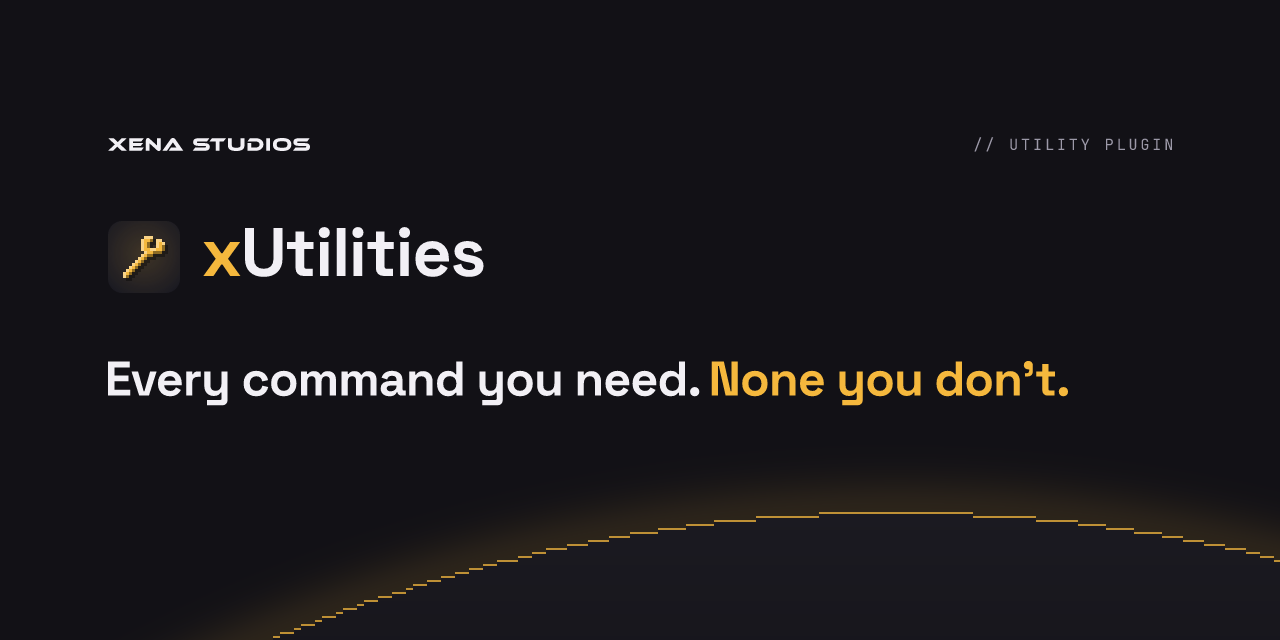 XENA STUDIOS
// UTILITY PLUGIN
xUtilities
Every command you need. None you don’t.